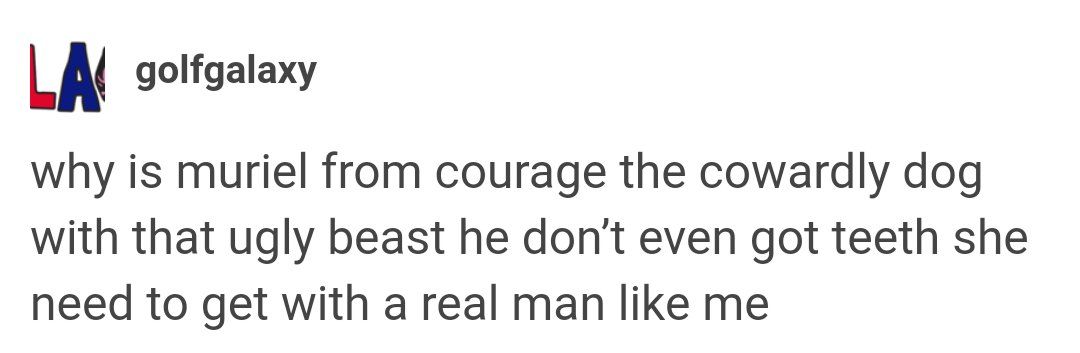 LA
golfgalaxy
why is muriel from courage the cowardly dog
with that ugly beast he don’t even got teeth she
need to get with a real man like me